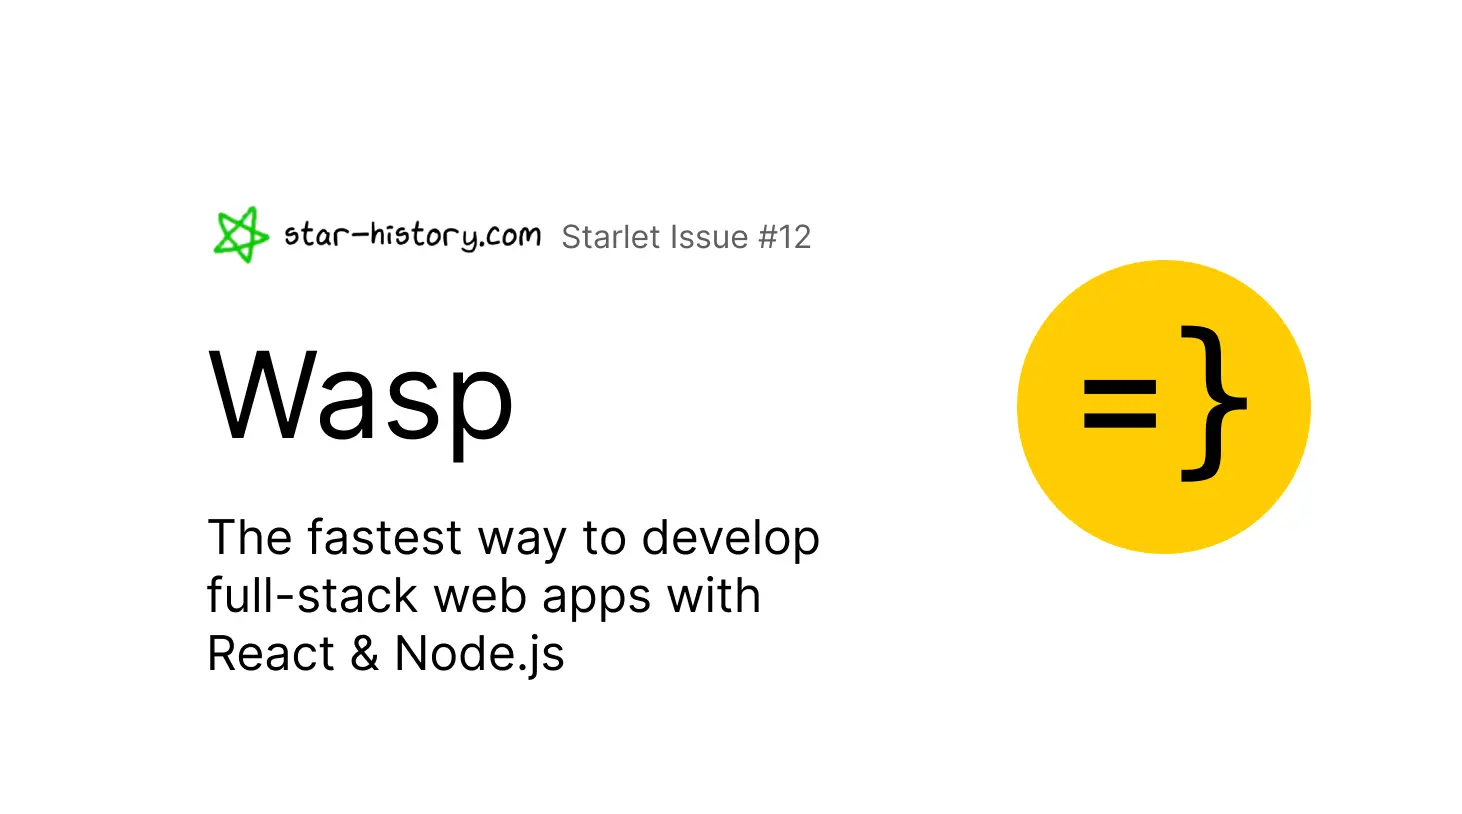 star-history.com Starlet Issue #12
Wasp
The fastest way to develop
full-stack web apps with
React & Node.js
=}